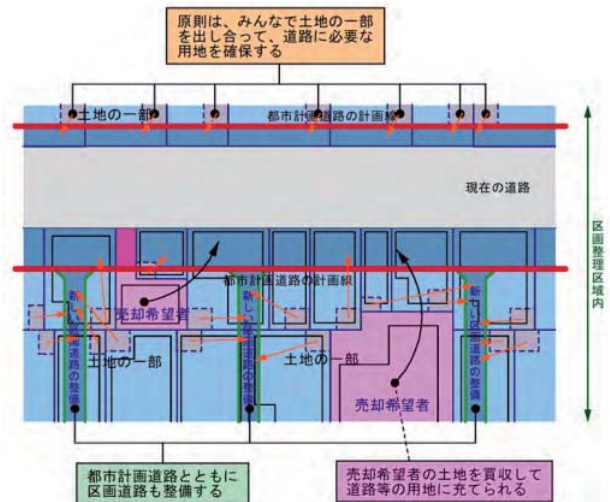 原則は、みんなで土地の一部
を出し合って、道路に必要な
用地を確保する
土地の一部
都市計画道路の計画線
現在の道路
区画整理区域内
都市計画道路の計画線
売却希望者
新しい区画道路の整備
新しい区画道路の整備
新しい区画道路の整備
土地の一部
土地の一部
売却希望者
都市計画道路とともに
区画道路も整備する
売却希望者の土地を買収して
道路等の用地に充てられる